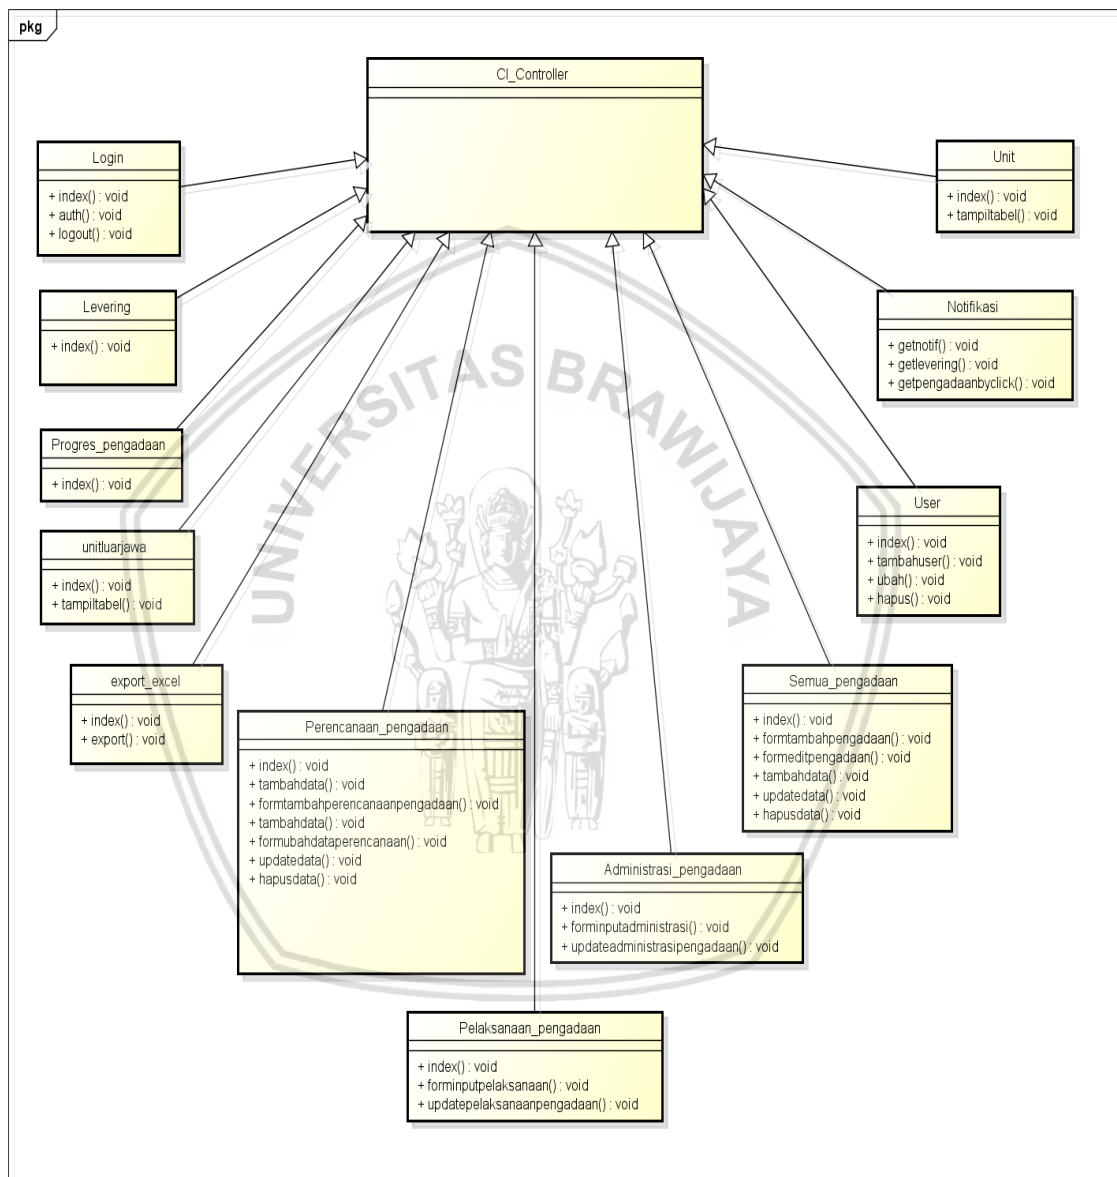 pkg
CI_Controller
Login
+ index() : void
+ auth() : void
+ logout() : void
Unit
+ index() : void
+ tampiltabel() : void
Levering
+ index() : void
Notifikasi
+ getnotif() : void
+ getlevering() : void
+ getpengadaanbyclick() : void
Progres_pengadaan
+ index() : void
User
+ index() : void
+ tambahuser() : void
+ ubah() : void
+ hapus() : void
unitluarjawa
+ index() : void
+ tampiltabel() : void
export_excel
+ index() : void
+ export() : void
Semua_pengadaan
+ index() : void
+ formtambahpengadaan() : void
+ formeditpengadaan() : void
+ tambahdata() : void
+ updatedata() : void
+ hapusdata() : void
Perencanaan_pengadaan
+ index() : void
+ tambahdata() : void
+ formtambahperencanaanpengadaan() : void
+ tambahdata() : void
+ formubahdataperencanaan() : void
+ updatedata() : void
+ hapusdata() : void
Administrasi_pengadaan
+ index() : void
+ forminputadministrasi() : void
+ updateadministrasipengadaan() : void
Pelaksanaan_pengadaan
+ index() : void
+ forminputpelaksanaan() : void
+ updatepelaksanaanpengadaan() : void
UNIVERSITAS BRAWIJAYA